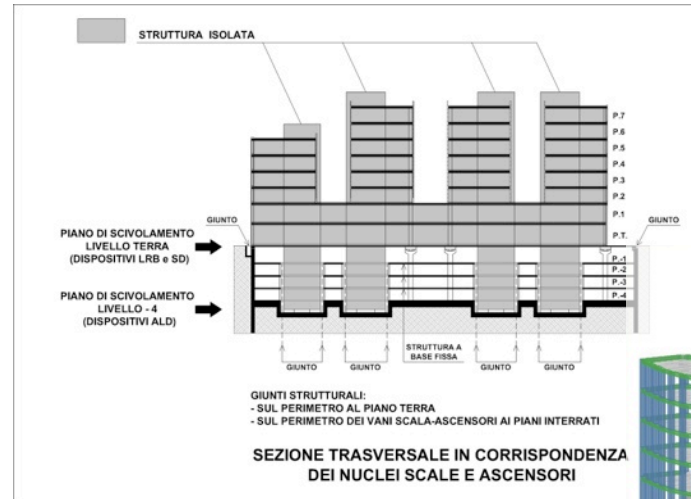 STRUTTURA ISOLATA
P.7
P.6
P.5
P.4
P.3
P.2
P.1
P.T.
GIUNTO
GIUNTO
PIANO DI SCIVOLAMENTO
LIVELLO TERRA
(DISPOSITIVI LRB e SD)
P.-1
P.-2
P.-3
P.-4
PIANO DI SCIVOLAMENTO
LIVELLO - 4
(DISPOSITIVI ALD)
STRUTTURA A
BASE FISSA
GIUNTO
GIUNTO
GIUNTO
GIUNTO
GIUNTI STRUTTURALI:
- SUL PERIMETRO AL PIANO TERRA
- SUL PERIMETRO DEI VANI SCALA-ASCENSORI AI PIANI INTERRATI
SEZIONE TRASVERSALE IN CORRISPONDENZA
DEI NUCLEI SCALE E ASCENSORI